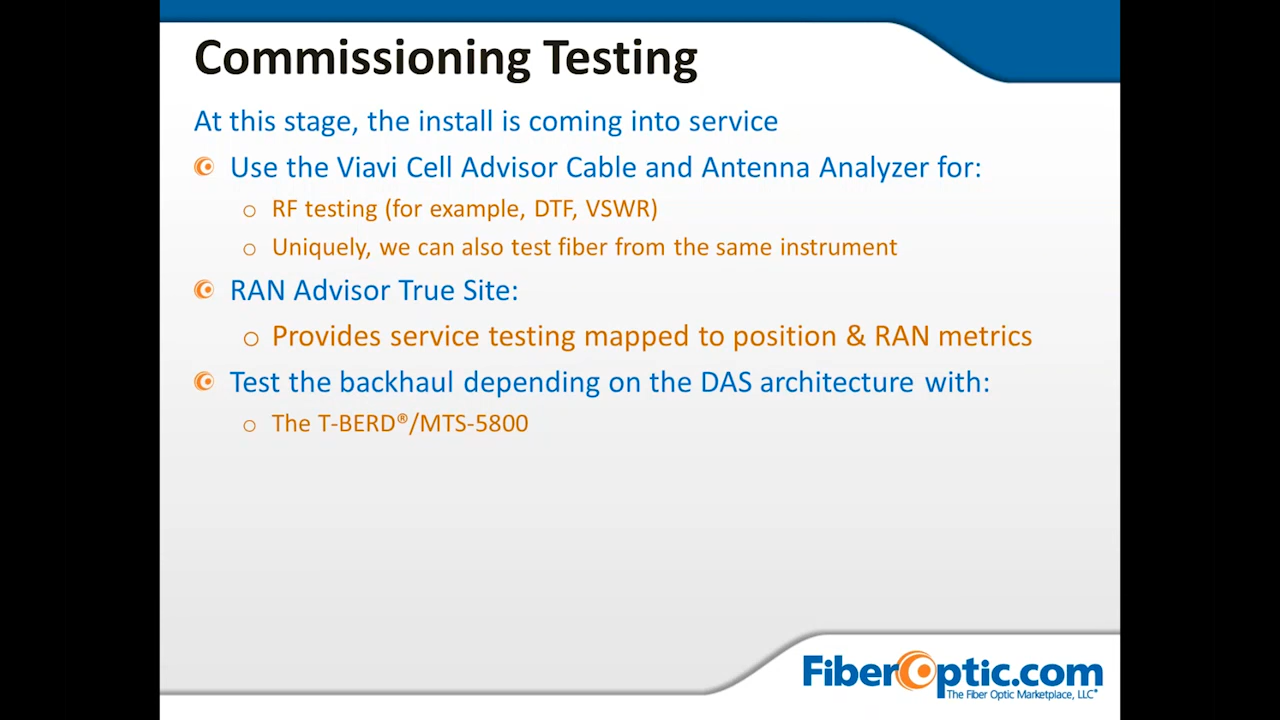 Commissioning Testing
At this stage, the install is coming into service
Use the Viavi Cell Advisor Cable and Antenna Analyzer for:
RF testing (for example, DTF, VSWR)
Uniquely, we can also test fiber from the same instrument
RAN Advisor True Site:
Provides service testing mapped to position & RAN metrics
Test the backhaul depending on the DAS architecture with:
The T-BERD®/MTS-5800
FiberOptic.com
The Fiber Optic Marketplace, LLC®